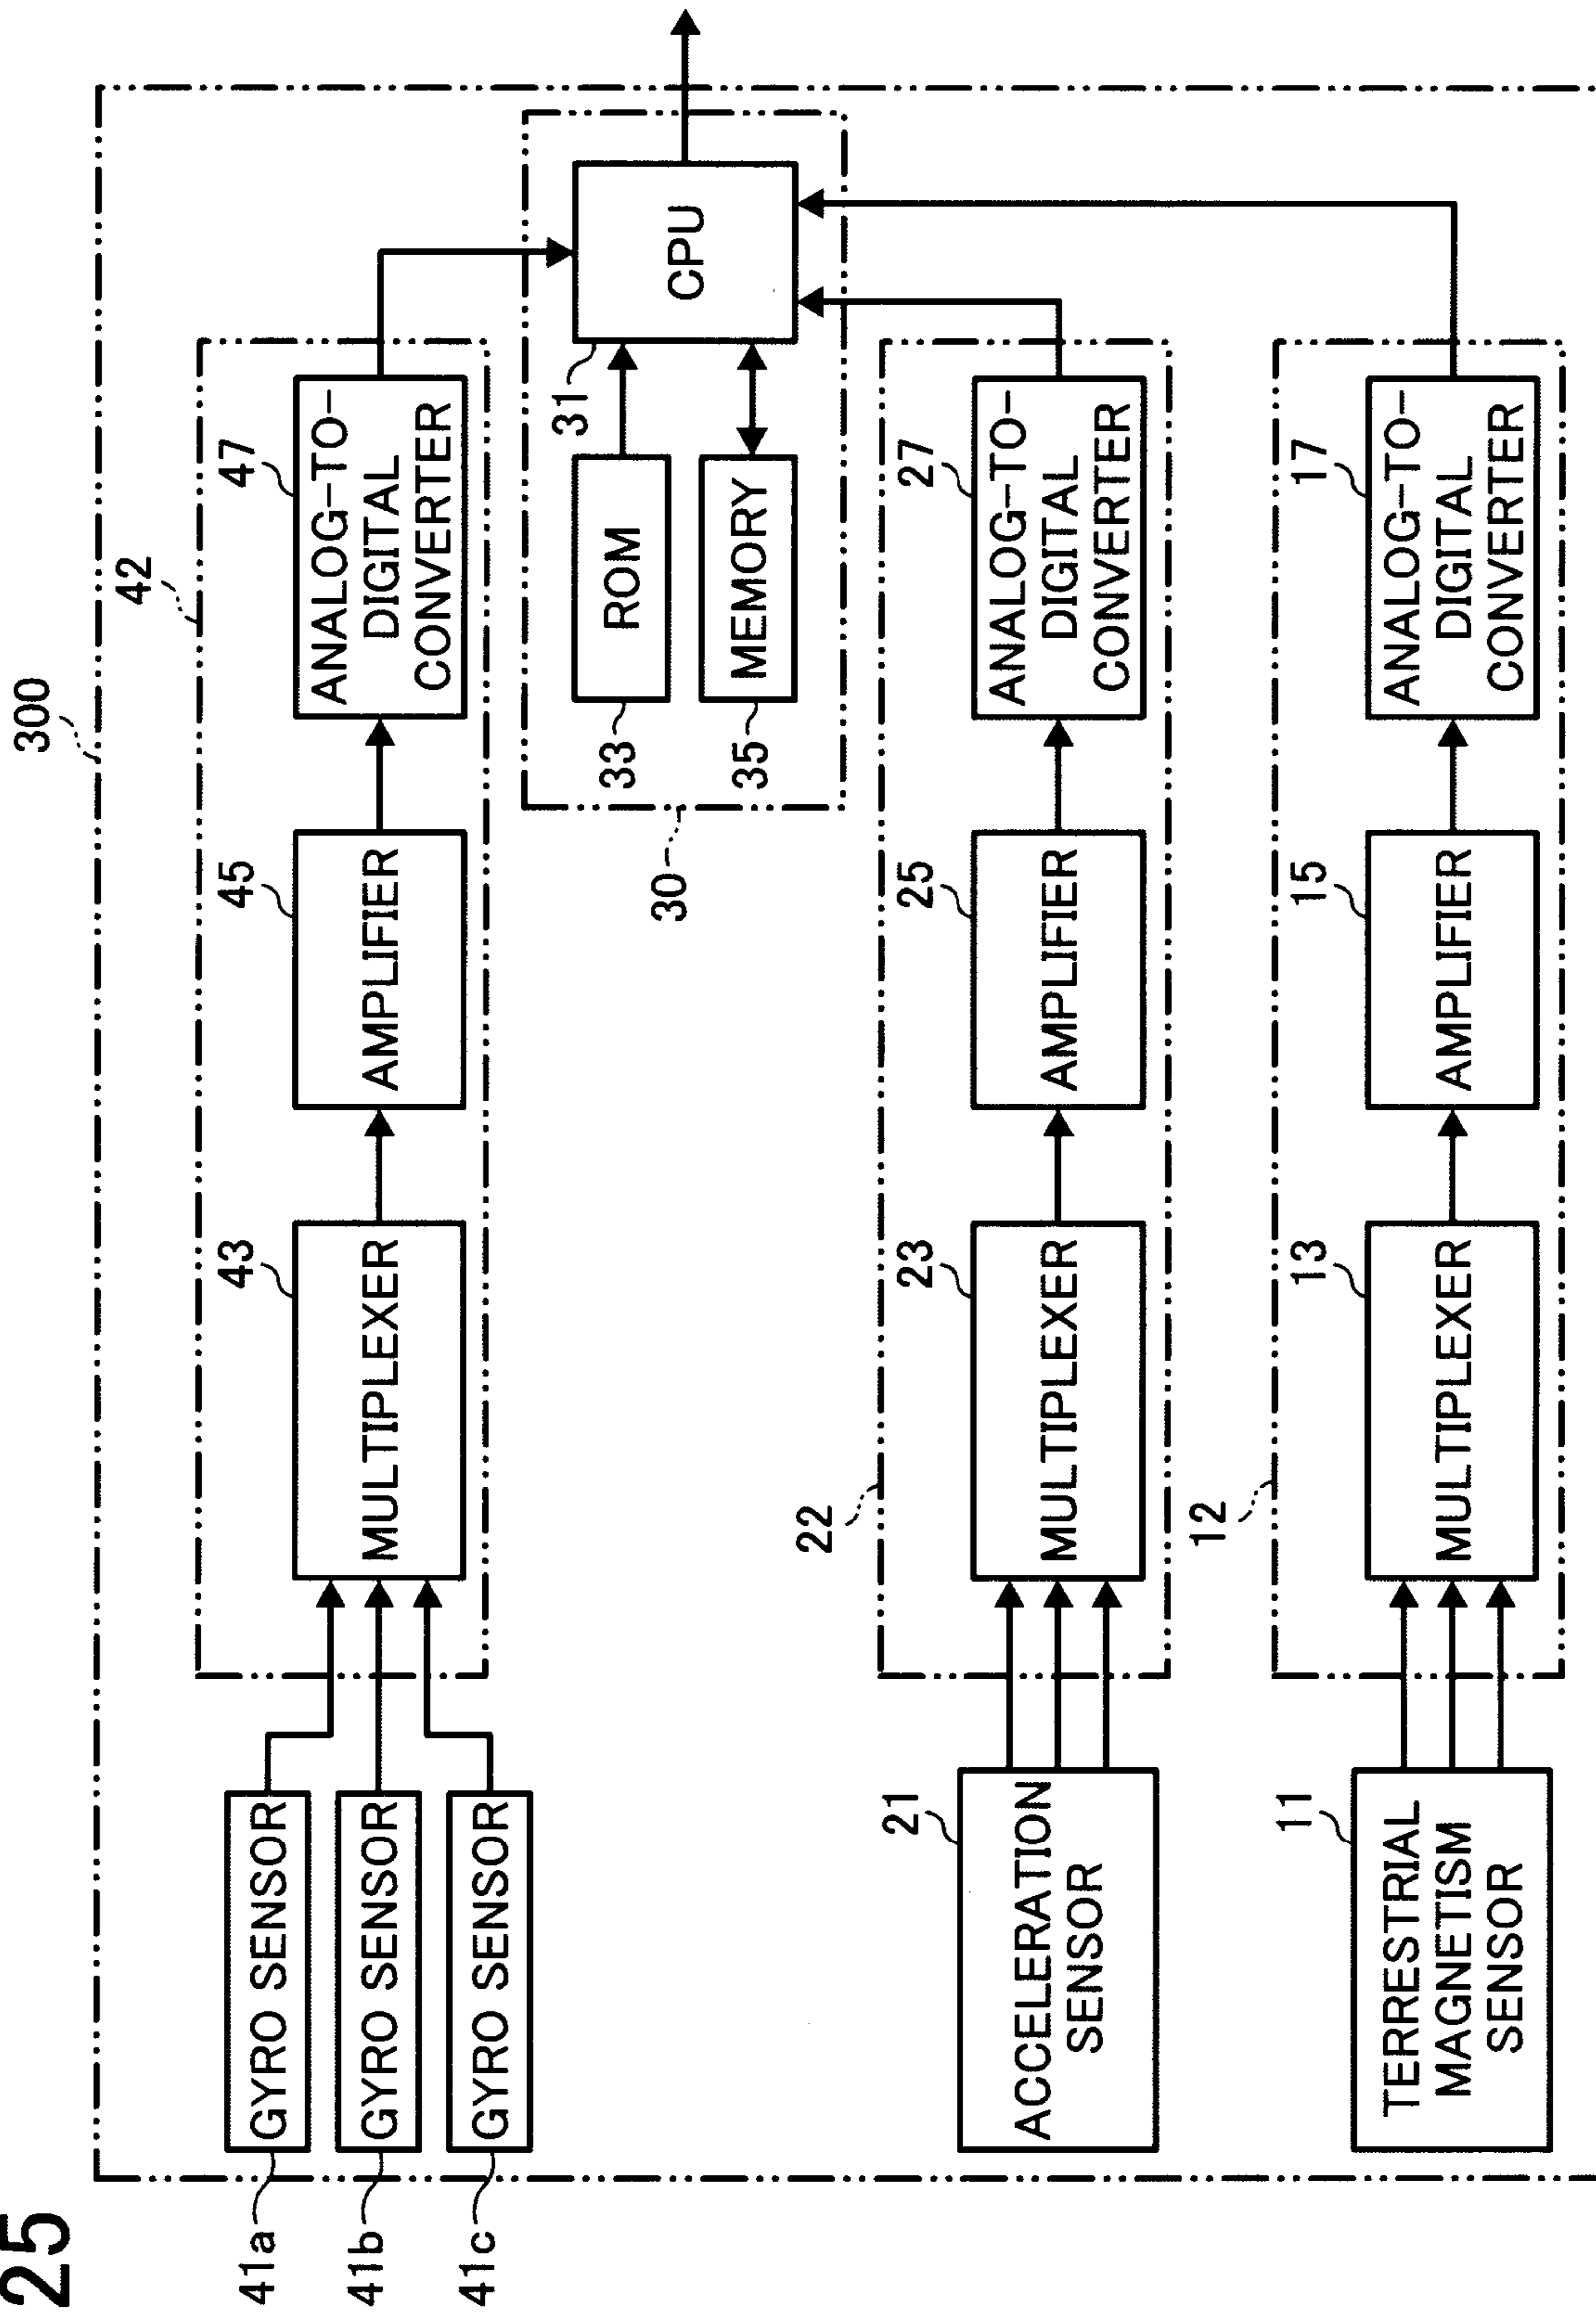 25
300
42
41a
GYRO SENSOR
41b
GYRO SENSOR
41c
GYRO SENSOR
43
MULTIPLEXER
45
AMPLIFIER
47
ANALOG-TO-
DIGITAL
CONVERTER
30
33
ROM
35
MEMORY
31
CPU
21
ACCELERATION
SENSOR
22
23
MULTIPLEXER
25
AMPLIFIER
27
ANALOG-TO-
DIGITAL
CONVERTER
11
TERRESTRIAL
MAGNETISM
SENSOR
12
13
MULTIPLEXER
15
AMPLIFIER
17
ANALOG-TO-
DIGITAL
CONVERTER